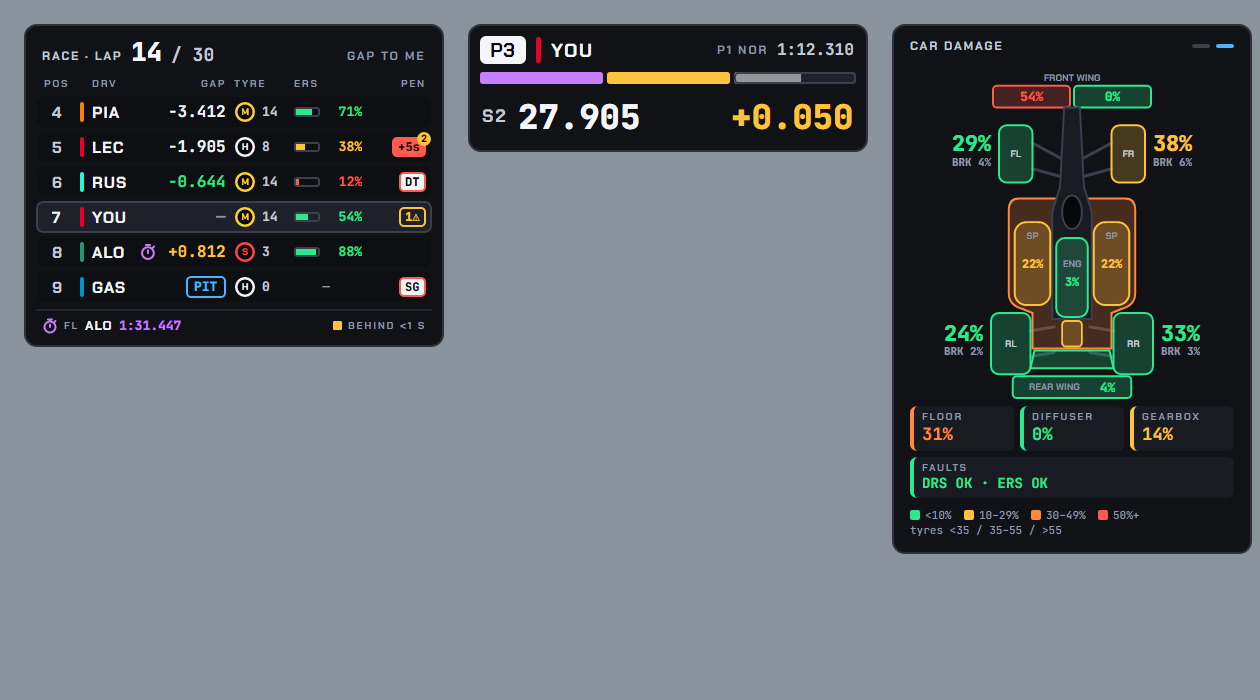 RACE · LAP 14 / 30 GAP TO ME
POS DRV GAP TYRE ERS PEN
4 PIA -3.412 M 14 71%
5 LEC -1.905 H 8 38% +5s 2
6 RUS -0.644 M 14 12% DT
7 YOU — M 14 54% 1⚠
8 ALO +0.812 S 3 88%
9 GAS PIT H 0 — SG
FL ALO 1:31.447 BEHIND <1 S
P3 YOU P1 NOR 1:12.310
S2 27.905 +0.050
CAR DAMAGE
FRONT WING
54% 0%
29% FL FR 38%
BRK 4% BRK 6%
SP SP
22% ENG 22%
3%
24% RL RR 33%
BRK 2% BRK 3%
REAR WING 4%
FLOOR DIFFUSER GEARBOX
31% 0% 14%
FAULTS
DRS OK · ERS OK
<10% 10–29% 30–49% 50%+
tyres <35 / 35–55 / >55